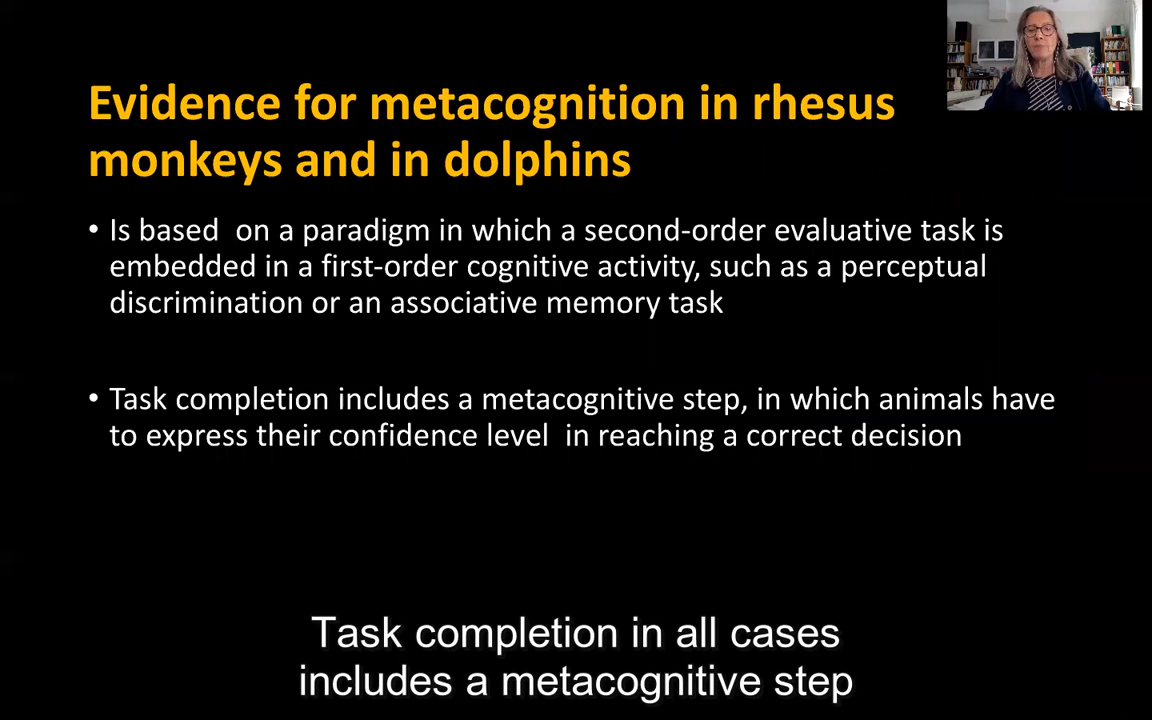 Evidence for metacognition in rhesus
monkeys and in dolphins
• Is based  on a paradigm in which a second-order evaluative task is
embedded in a first-order cognitive activity, such as a perceptual
discrimination or an associative memory task
• Task completion includes a metacognitive step, in which animals have
to express their confidence level  in reaching a correct decision
Task completion in all cases
includes a metacognitive step